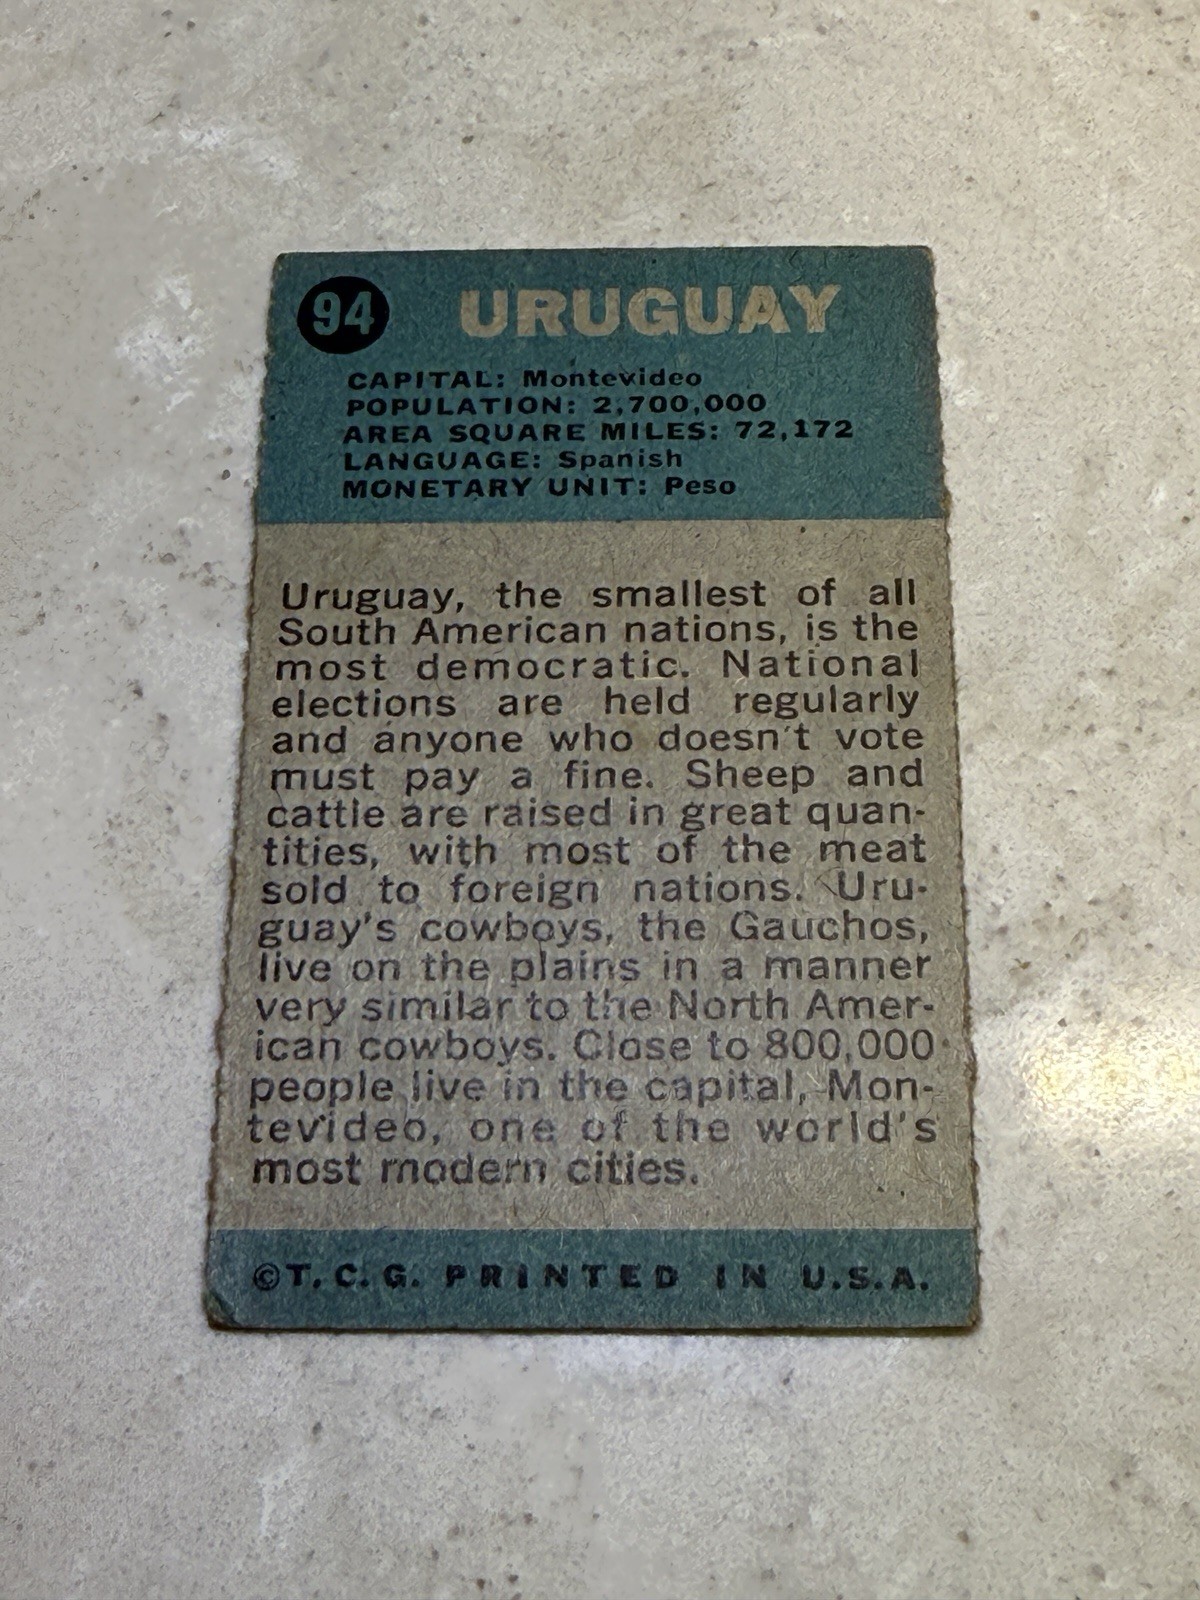 94 URUGUAY
CAPITAL: Montevideo
POPULATION: 2,700,000
AREA SQUARE MILES: 72,172
LANGUAGE: Spanish
MONETARY UNIT: Peso
Uruguay, the smallest of all
South American nations, is the
most democratic. National
elections are held regularly
and anyone who doesn't vote
must pay a fine. Sheep and
cattle are raised in great quan-
tities, with most of the meat
sold to foreign nations. Uru-
guay's cowboys, the Gauchos,
live on the plains in a manner
very similar to the North Amer-
ican cowboys. Close to 800,000
people live in the capital, Mon-
tevideo, one of the world's
most modern cities.
©T.C.G. PRINTED IN U.S.A.